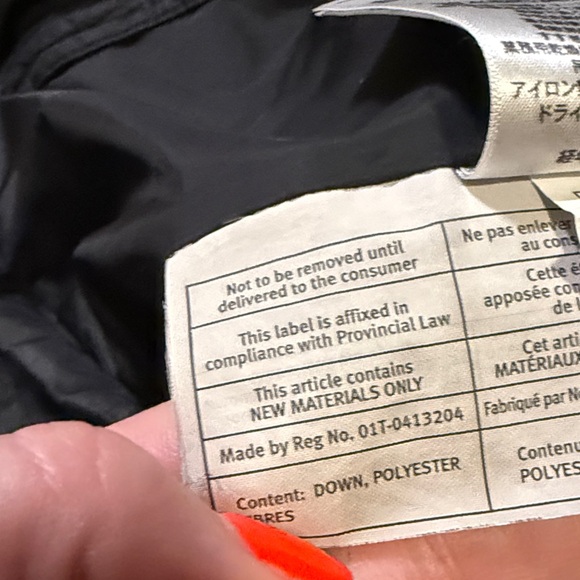 アイロン
ドライ
Not to be removed until
delivered to the consumer
This label is affixed in
compliance with Provincial Law
This article contains
NEW MATERIALS ONLY
Made by Reg No. 01T-0413204
Content: DOWN, POLYESTER
Ne pas enlever
au cons
Cette é
apposée con
de l
Cet arti
MATÉRIAUX
Fabriqué par N
Contenu
POLYES